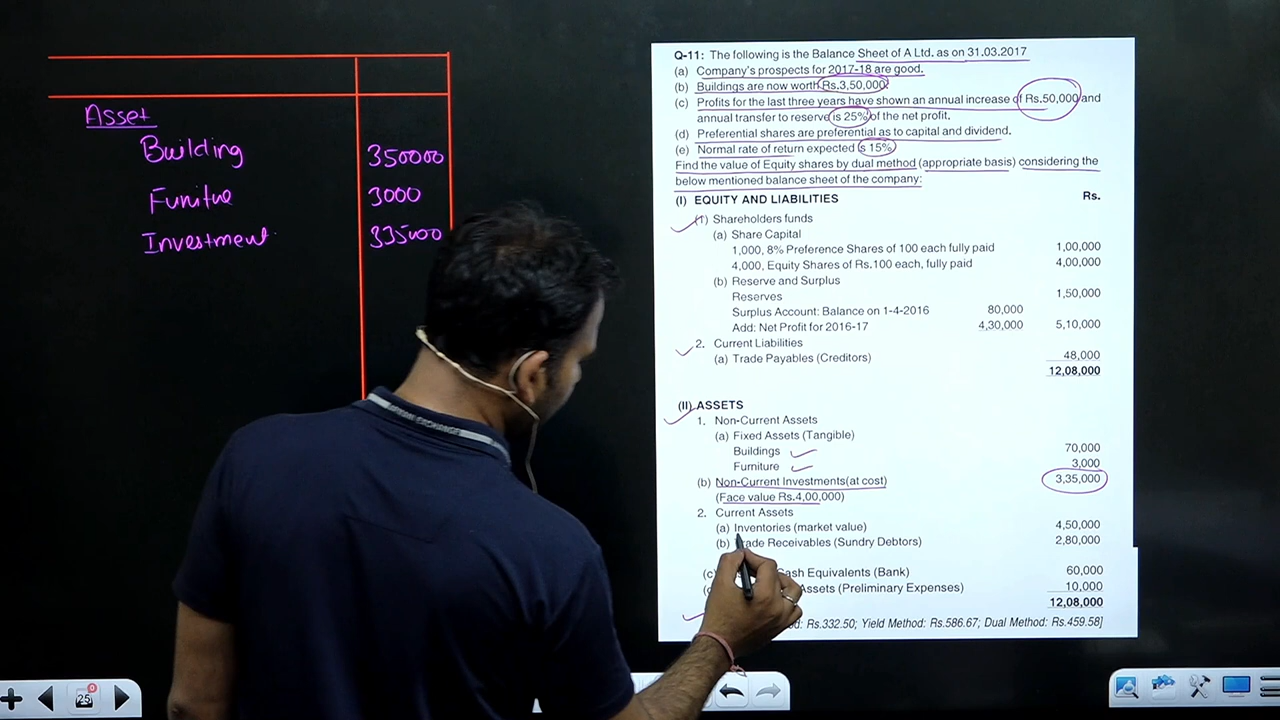 Asset
Building 350000
Funitue 3000
Investment 335000
Q-11: The following is the Balance Sheet of A Ltd. as on 31.03.2017
(a) Company's prospects for 2017-18 are good.
(b) Buildings are now worth Rs.3,50,000.
(c) Profits for the last three years have shown an annual increase of Rs.50,000 and
annual transfer to reserve is 25% of the net profit.
(d) Preferential shares are preferential as to capital and dividend.
(e) Normal rate of return expected is 15%
Find the value of Equity shares by dual method (appropriate basis) considering the
below mentioned balance sheet of the company:
(I) EQUITY AND LIABILITIES Rs.
(1) Shareholders funds
(a) Share Capital
1,000, 8% Preference Shares of 100 each fully paid 1,00,000
4,000, Equity Shares of Rs.100 each, fully paid 4,00,000
(b) Reserve and Surplus
Reserves 1,50,000
Surplus Account: Balance on 1-4-2016 80,000
Add: Net Profit for 2016-17 4,30,000 5,10,000
2. Current Liabilities
(a) Trade Payables (Creditors) 48,000
12,08,000
(II) ASSETS
1. Non-Current Assets
(a) Fixed Assets (Tangible)
Buildings 70,000
Furniture 3,000
(b) Non-Current Investments(at cost) 3,35,000
(Face value Rs.4,00,000)
2. Current Assets
(a) Inventories (market value) 4,50,000
(b) Trade Receivables (Sundry Debtors) 2,80,000
(c) Cash Equivalents (Bank) 60,000
Assets (Preliminary Expenses) 10,000
12,08,000
Rs.332.50; Yield Method: Rs.586.67; Dual Method: Rs.459.58]
25
0